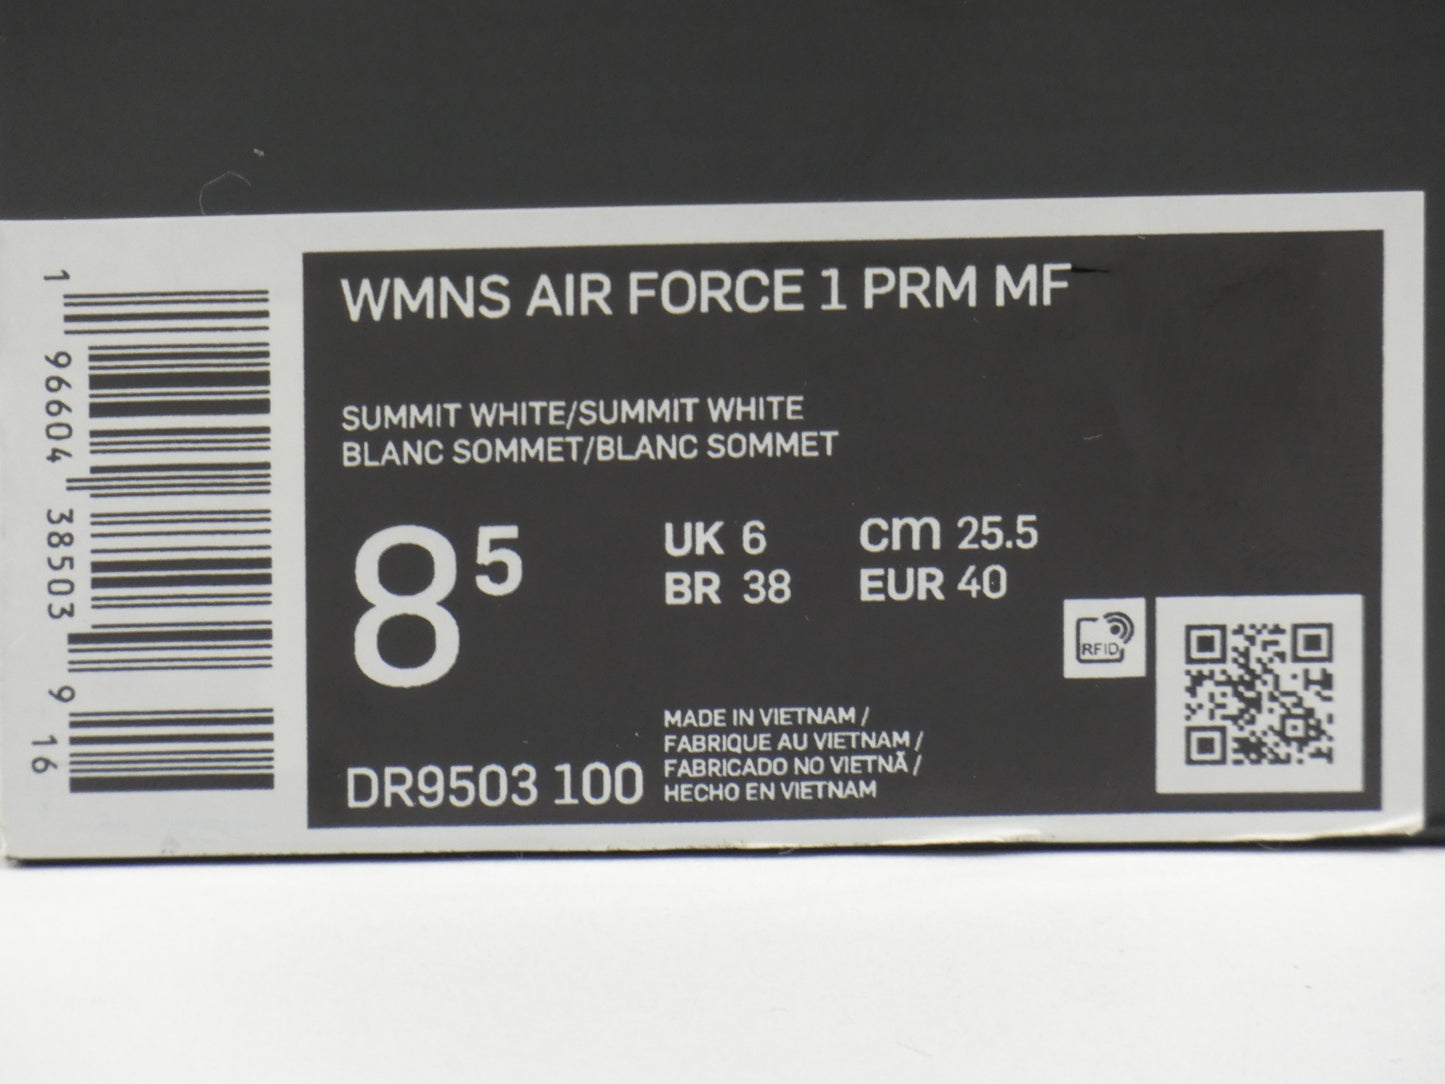 WMNS AIR FORCE 1 PRM MF
SUMMIT WHITE/SUMMIT WHITE
BLANC SOMMET/BLANC SOMMET
8 5
UK 6 cm 25.5
BR 38 EUR 40
RFID
MADE IN VIETNAM /
FABRIQUE AU VIETNAM /
FABRICADO NO VIETNÃ /
HECHO EN VIETNAM
DR9503 100
1 96604 38503 9 16